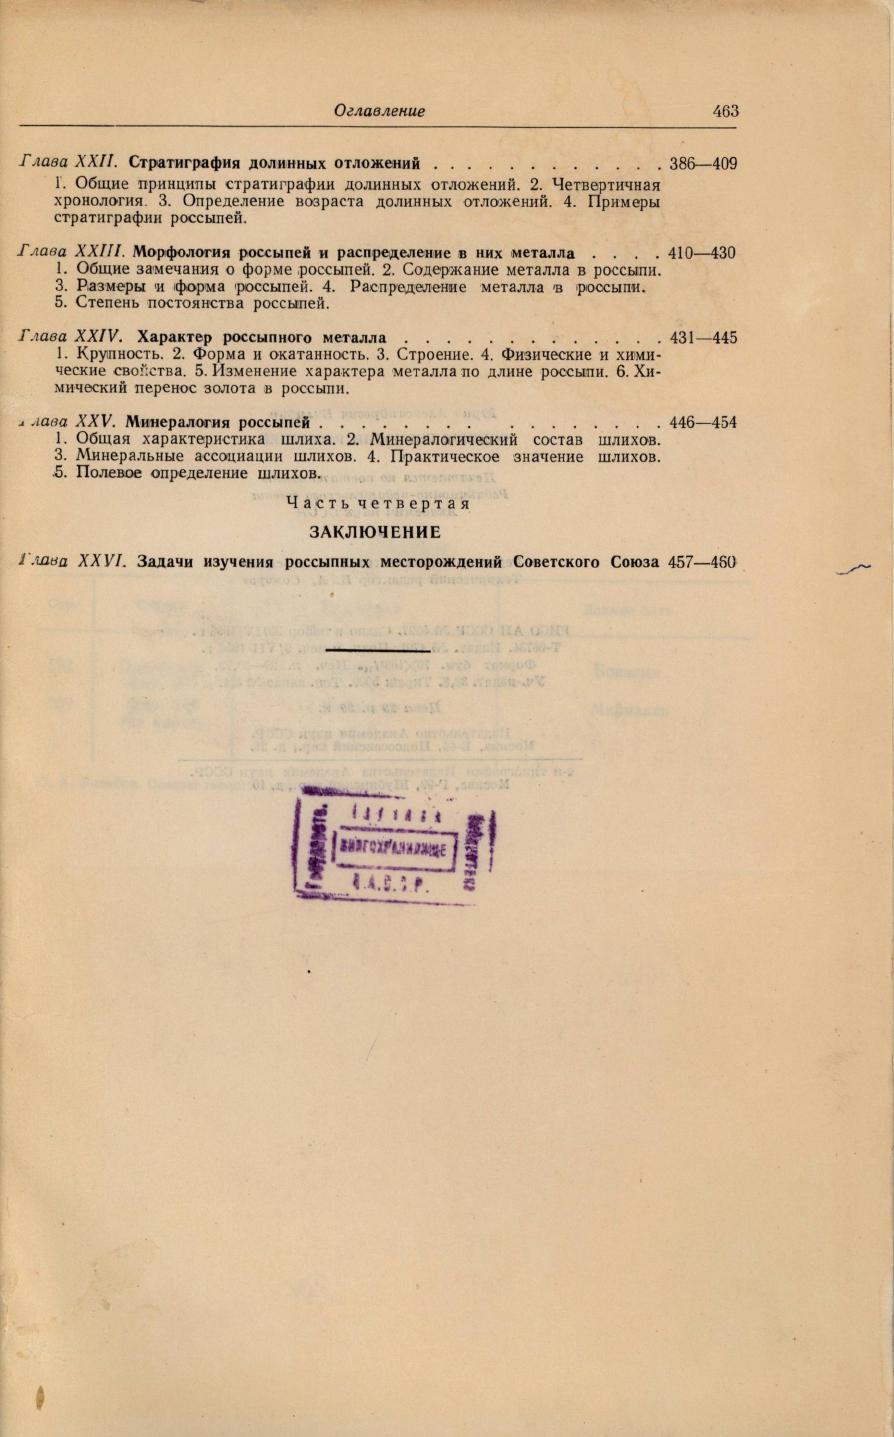 Оглавление 463
Глава XXII. Стратиграфия долинных отложений . . . . . . . . . . . . 386—409
1. Общие принципы стратиграфии долинных отложений. 2. Четвертичная
хронология. 3. Определение возраста долинных отложений. 4. Примеры
стратиграфии россыпей.
Глава XXIII. Морфология россыпей и распределение в них металла . . . . 410—430
1. Общие замечания о форме россыпей. 2. Содержание металла в россыпи.
3. Размеры и форма россыпей. 4. Распределение металла в россыпи.
5. Степень постоянства россыпей.
Глава XXIV. Характер россыпного металла . . . . . . . . . . . . . 431—445
1. Крупность. 2. Форма и окатанность. 3. Строение. 4. Физические и хими-
ческие свойства. 5. Изменение характера металла по длине россыпи. 6. Хи-
мический перенос золота в россыпи.
Глава XXV. Минералогия россыпей . . . . . . . . . . . . . . . . 446—454
1. Общая характеристика шлиха. 2. Минералогический состав шлихов.
3. Минеральные ассоциации шлихов. 4. Практическое значение шлихов.
5. Полевое определение шлихов.
Часть четвертая
ЗАКЛЮЧЕНИЕ
Глава XXVI. Задачи изучения россыпных месторождений Советского Союза 457—460
КНИГОХРАНИЛИЩЕ